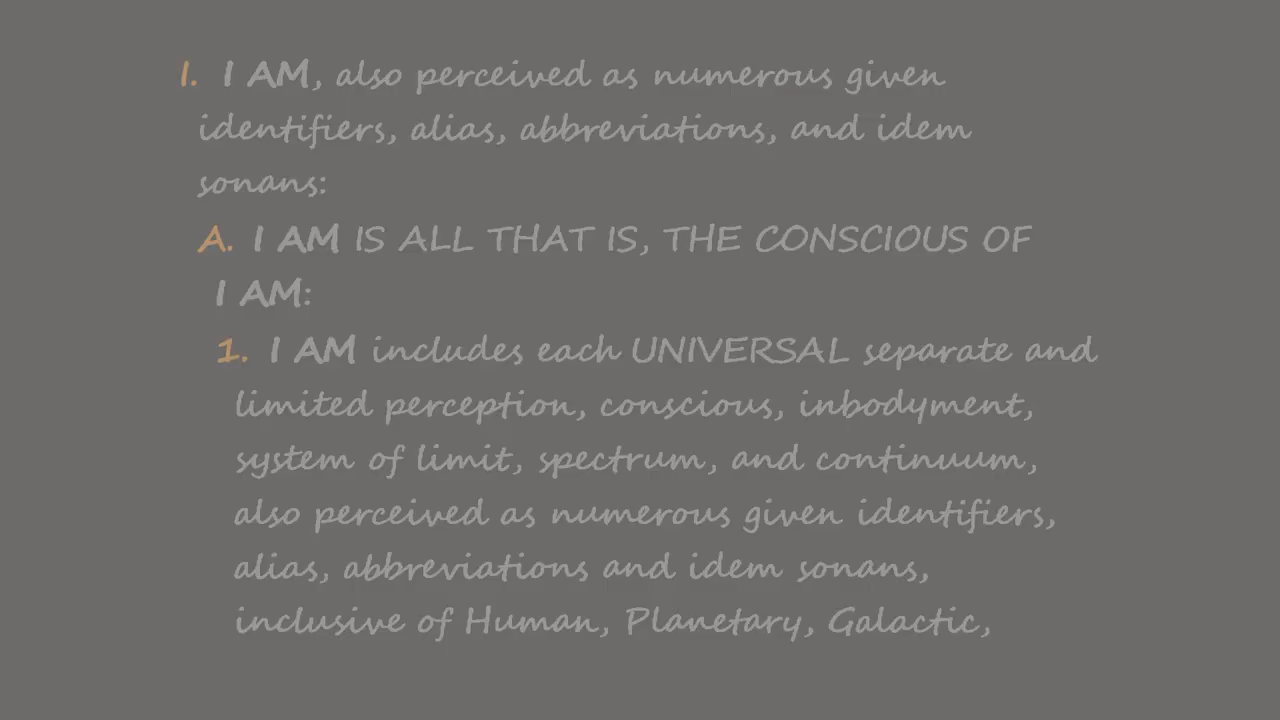 I. I AM, also perceived as numerous given
identifiers, alias, abbreviations, and idem
sonans:
A. I AM IS ALL THAT IS, THE CONSCIOUS OF
I AM:
1. I AM includes each UNIVERSAL separate and
limited perception, conscious, inbodyment,
system of limit, spectrum, and continuum,
also perceived as numerous given identifiers,
alias, abbreviations and idem sonans,
inclusive of Human, Planetary, Galactic,